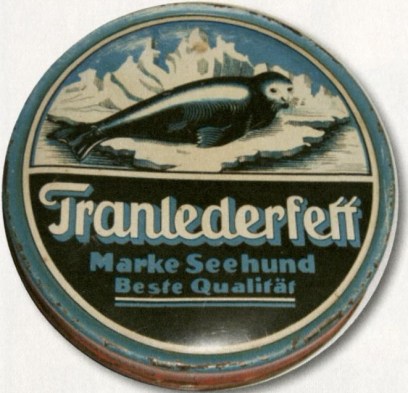 Tranlederfett
Marke Seehund
Beste Qualität